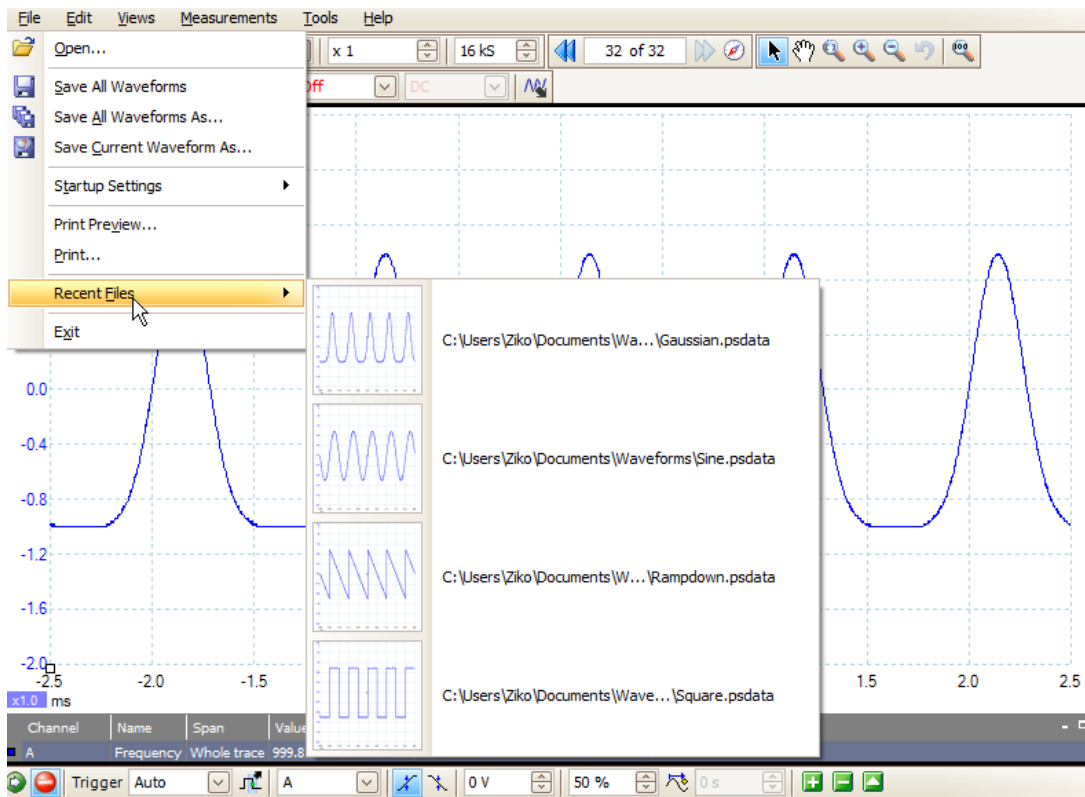 File Edit Views Measurements Tools Help
Open...
x 1 16 kS 32 of 32
Save All Waveforms
Off DC
Save All Waveforms As...
Save Current Waveform As...
Startup Settings
Print Preview...
Print...
Recent Files
Exit
C:\Users\Ziko\Documents\Wa...\Gaussian.psdata
C:\Users\Ziko\Documents\Waveforms\Sine.psdata
C:\Users\Ziko\Documents\W...\Rampdown.psdata
C:\Users\Ziko\Documents\Wave...\Square.psdata
0.0
-0.4
-0.8
-1.2
-1.6
-2.0
-2.5 -2.0 -1.5 1.5 2.0 2.5
x1.0 ms
Channel Name Span Value
A Frequency Whole trace 999.8
Trigger Auto A 0 V 50 % 0 s